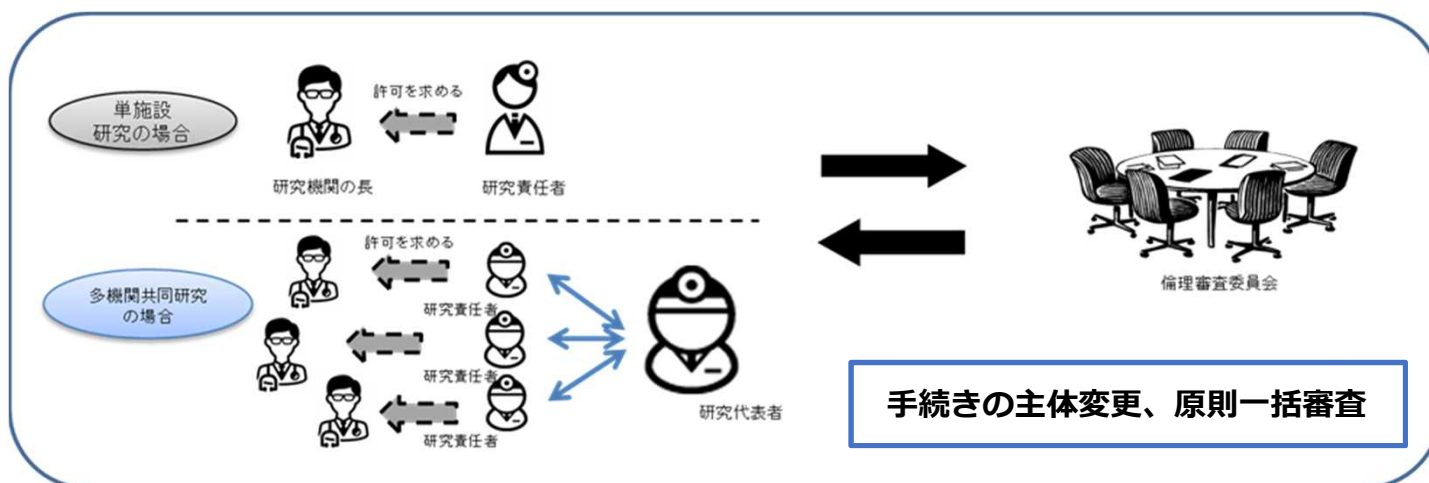 単施設
研究の場合
許可を求める
研究機関の長
研究責任者
許可を求める
多機関共同研究
の場合
研究責任者
研究責任者
研究責任者
研究代表者
倫理審査委員会
手続きの主体変更、原則一括審査